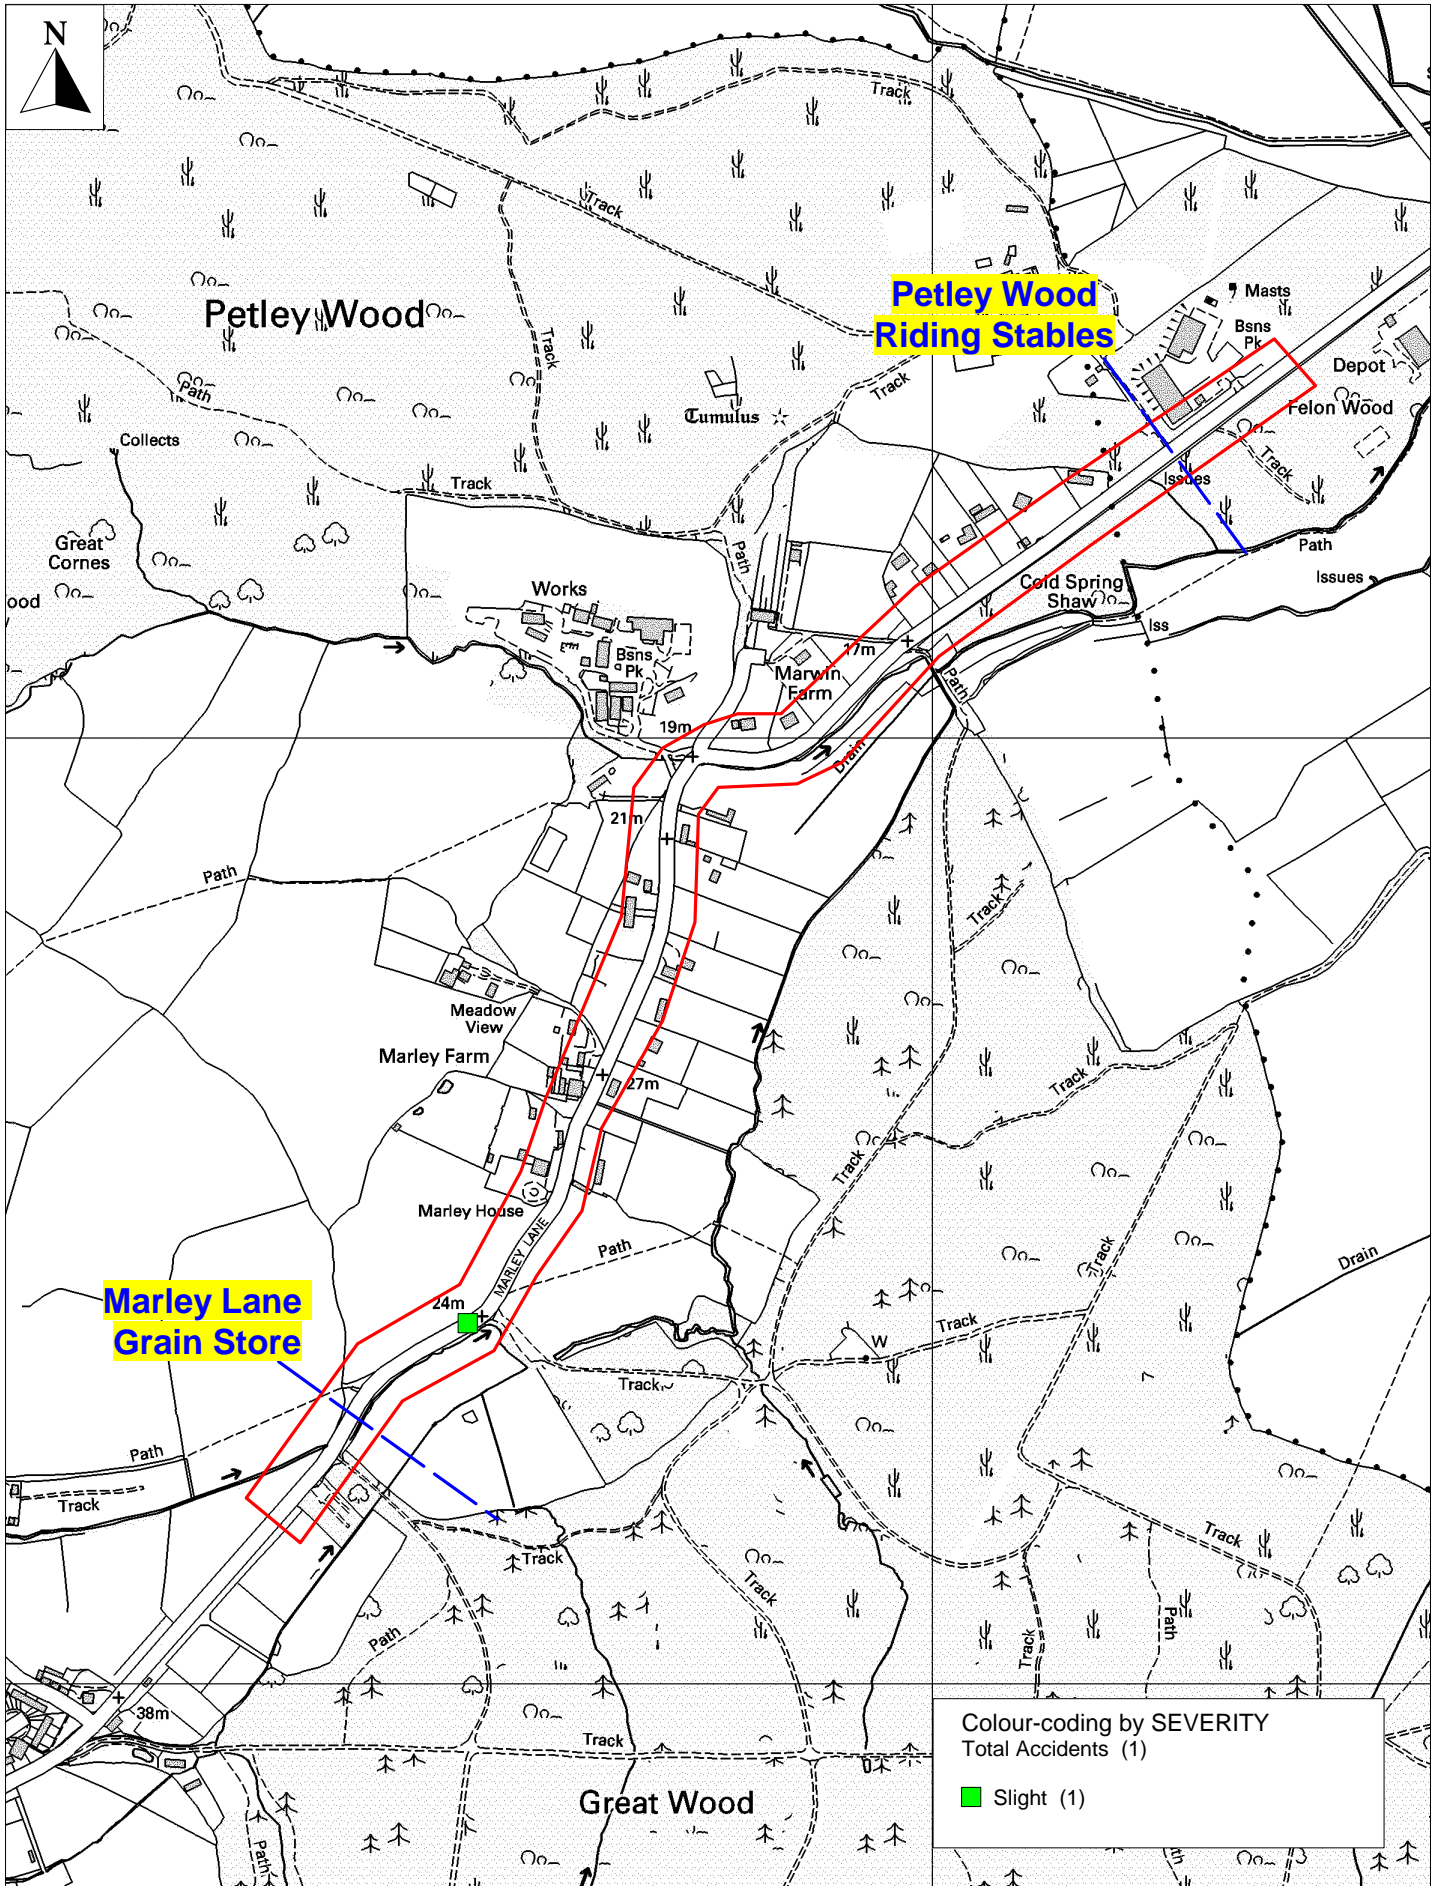 N
Track
Track
Petley Wood
Riding Stables
Masts
Bsns
Pk
Petley Wood
Track
Depot
Path
Track
Tumulus
Felon Wood
Collects
Track
Track
Issues
Great
Cornes
Path
Path
Works
Cold Spring
Shaw
Issues
ood
Iss
Bsns
Pk
17m
Marwin
Farm
Path
19m
Drain
21m
Path
Track
Meadow
View
Marley Farm
27m
Track
Track
Marley House
MARLEY LANE
Path
Track
Drain
Marley Lane
Grain Store
24m
Track
W
Track
Path
Track
Track
Track
Track
Path
Track
Path
38m
Track
Great Wood
Path
Path
th
Colour-coding by SEVERITY
Total Accidents (1)
Slight (1)